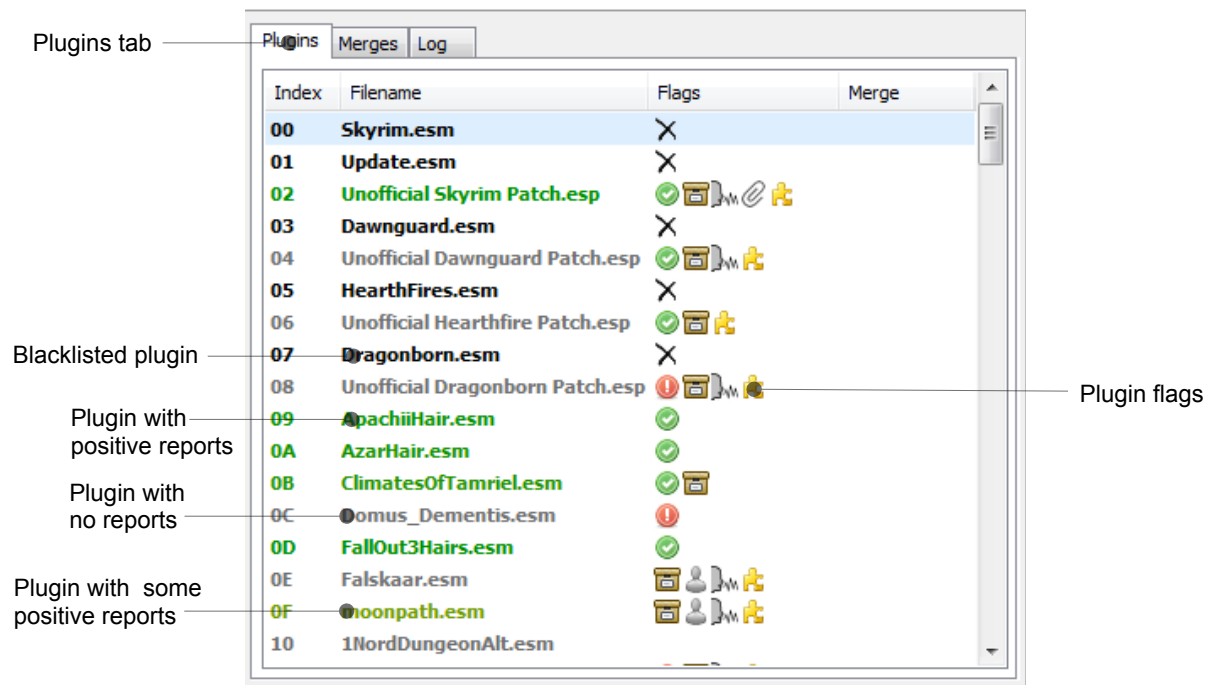 Plugins tab
Plugins Merges Log
Index Filename Flags Merge
00 Skyrim.esm
01 Update.esm
02 Unofficial Skyrim Patch.esp
03 Dawnguard.esm
04 Unofficial Dawnguard Patch.esp
05 HearthFires.esm
06 Unofficial Hearthfire Patch.esp
Blacklisted plugin
07 Dragonborn.esm
08 Unofficial Dragonborn Patch.esp
Plugin flags
Plugin with
positive reports
09 ApachiiHair.esm
0A AzarHair.esm
0B ClimatesOfTamriel.esm
Plugin with
no reports
0C Domus_Dementis.esm
0D FallOut3Hairs.esm
0E Falskaar.esm
Plugin with some
positive reports
0F moonpath.esm
10 1NordDungeonAlt.esm